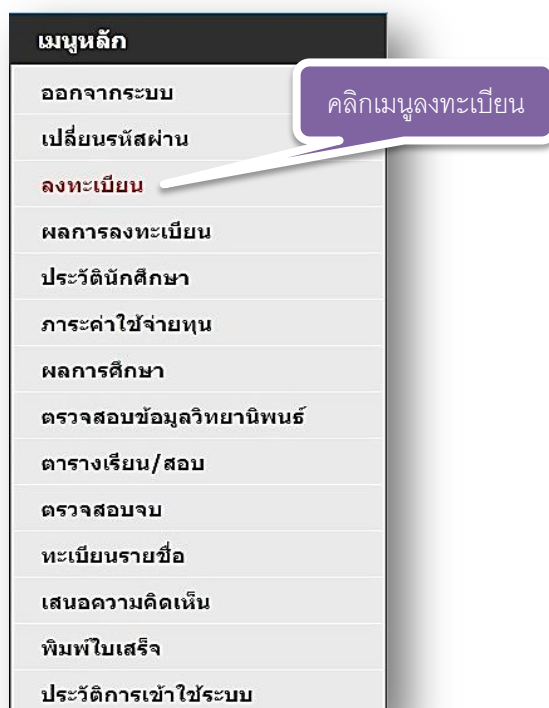 เมนูหลัก
ออกจากระบบ
คลิกเมนูลงทะเบียน
เปลี่ยนรหัสผ่าน
ลงทะเบียน
ผลการลงทะเบียน
ประวัตินักศึกษา
ภาระค่าใช้จ่ายทุน
ผลการศึกษา
ตรวจสอบข้อมูลวิทยานิพนธ์
ตารางเรียน/สอบ
ตรวจสอบจบ
ทะเบียนรายชื่อ
เสนอความคิดเห็น
พิมพ์ใบเสร็จ
ประวัติการเข้าใช้ระบบ